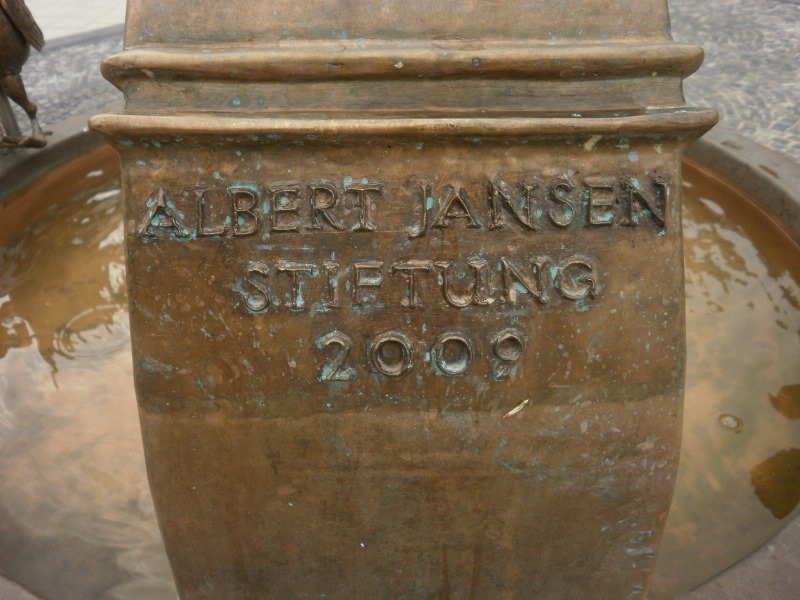 ALBERT JANSEN
STIFTUNG
2009